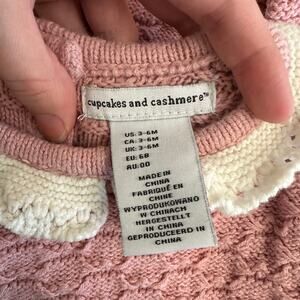 cupcakes and cashmere™
US: 3-6M
CA: 3-6M
UK: 3-6M
EU: 68
AU: 00
MADE IN
CHINA
FABRIQUÉ EN
CHINE
WYPRODUKOWANO
W CHINACH
HERGESTELLT
IN CHINA
GEPRODUCEERD IN
CHINA